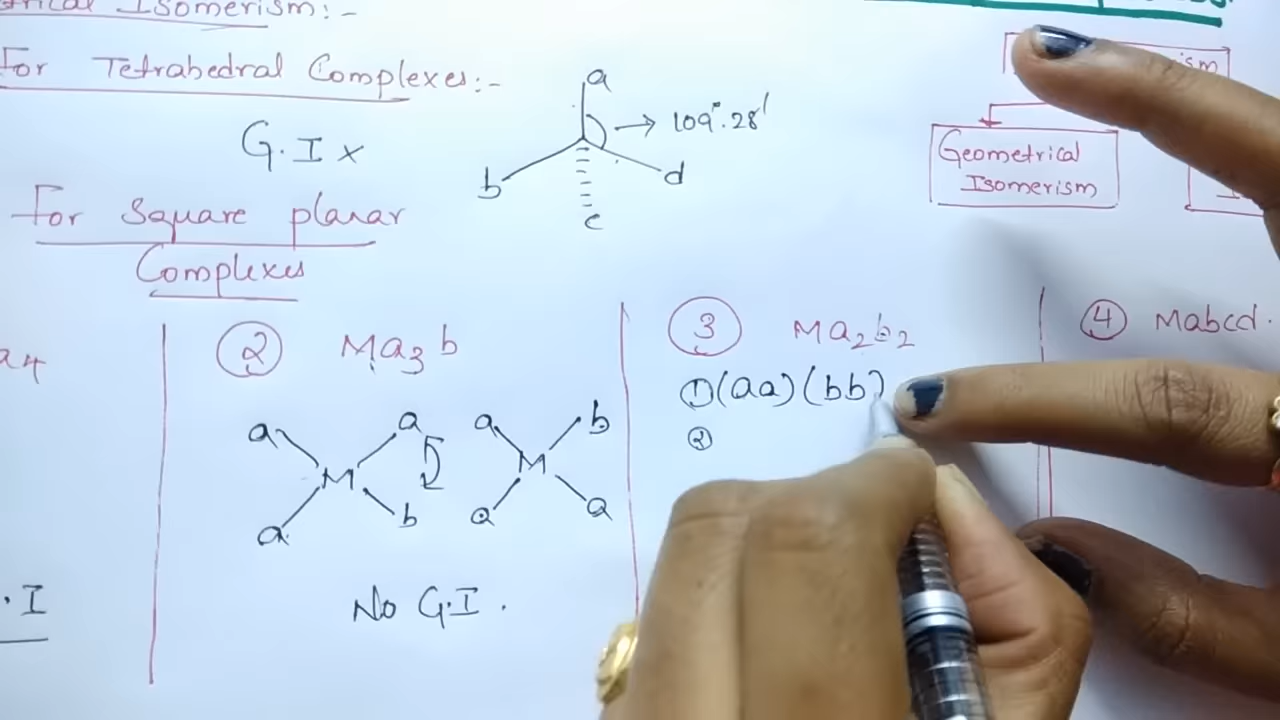 Isomerism:-
For Tetrahedral Complexes:-
G.I x
a
b
c
d
→ 109°.28'
Geometrical
Isomerism
For square planar
Complexes
② Ma₃b
a
a
M
a
b
a
b
M
a
a
No G.I.
③ Ma₂b₂
①(aa)(bb)
②
④ Mabcd.
.I